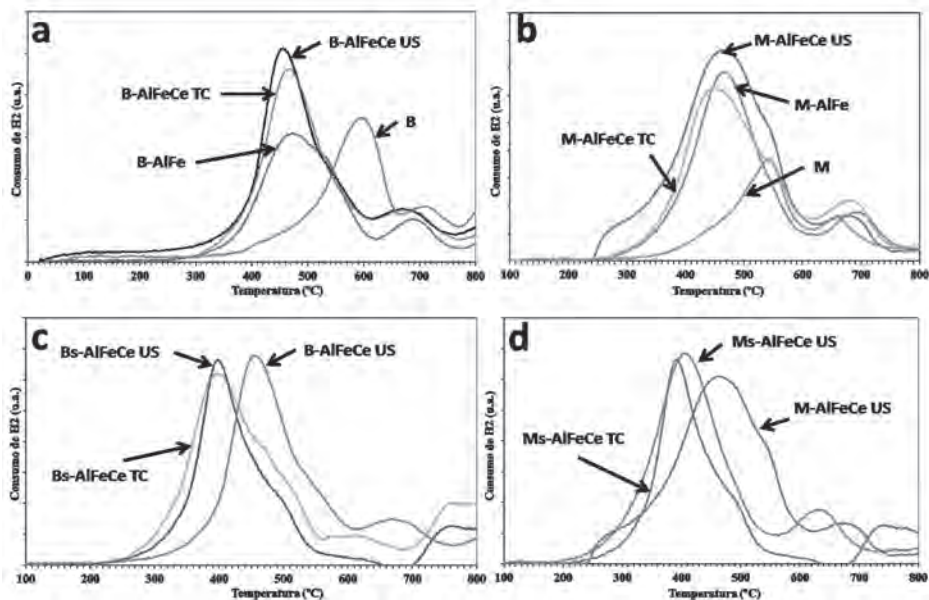 a
B-AlFeCe US
B-AlFeCe TC
B
B-AlFe
Consumo de H2 (u.a.)
0 100 200 300 400 500 600 700 800
Temperatura (°C)
b
M-AlFeCe US
M-AlFe
M-AlFeCe TC
M
Consumo de H2 (u.a.)
100 200 300 400 500 600 700 800
Temperatura (°C)
c
Bs-AlFeCe US
B-AlFeCe US
Bs-AlFeCe TC
Consumo de H2 (u.a.)
100 200 300 400 500 600 700 800
Temperatura (°C)
d
Ms-AlFeCe US
M-AlFeCe US
Ms-AlFeCe TC
Consumo de H2 (u.a.)
100 200 300 400 500 600 700 800
Temperatura (°C)